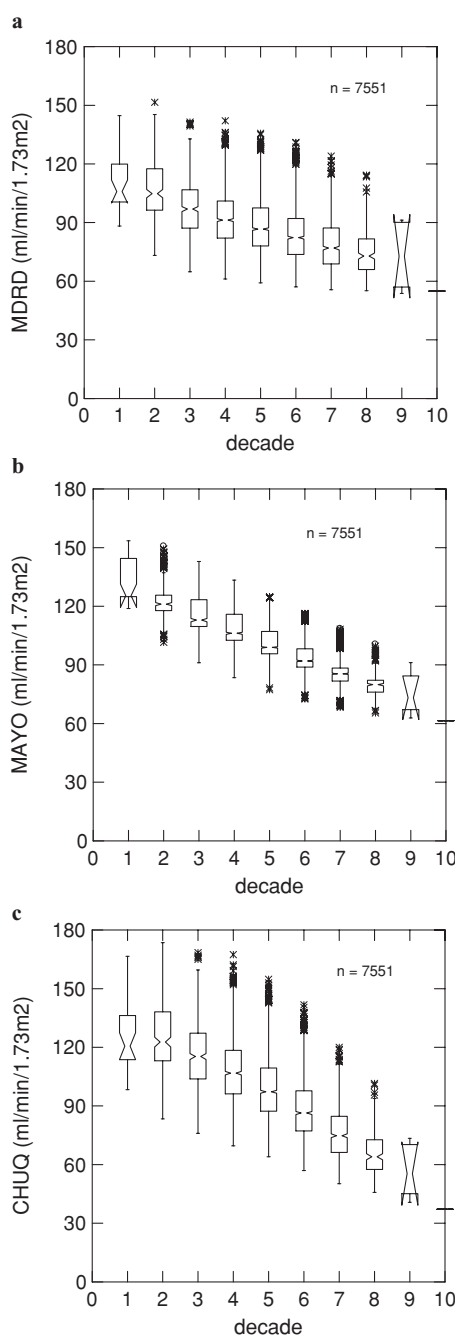 a
180
150
120
90
60
30
0
MDRD (ml/min/1.73m2)
n = 7551
0 1 2 3 4 5 6 7 8 9 10
decade
b
180
150
120
90
60
30
0
MAYO (ml/min/1.73m2)
n = 7551
0 1 2 3 4 5 6 7 8 9 10
decade
c
180
150
120
90
60
30
0
CHUQ (ml/min/1.73m2)
n = 7551
0 1 2 3 4 5 6 7 8 9 10
decade